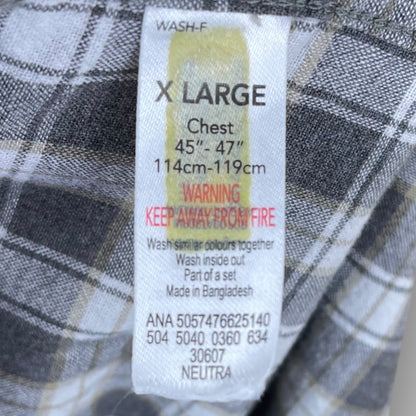 WASH-F
X LARGE
Chest
45"- 47"
114cm-119cm
WARNING
KEEP AWAY FROM FIRE
Wash similar colours together
Wash inside out
Part of a set
Made in Bangladesh
ANA 5057476625140
504 5040 0360 634
30607
NEUTRA